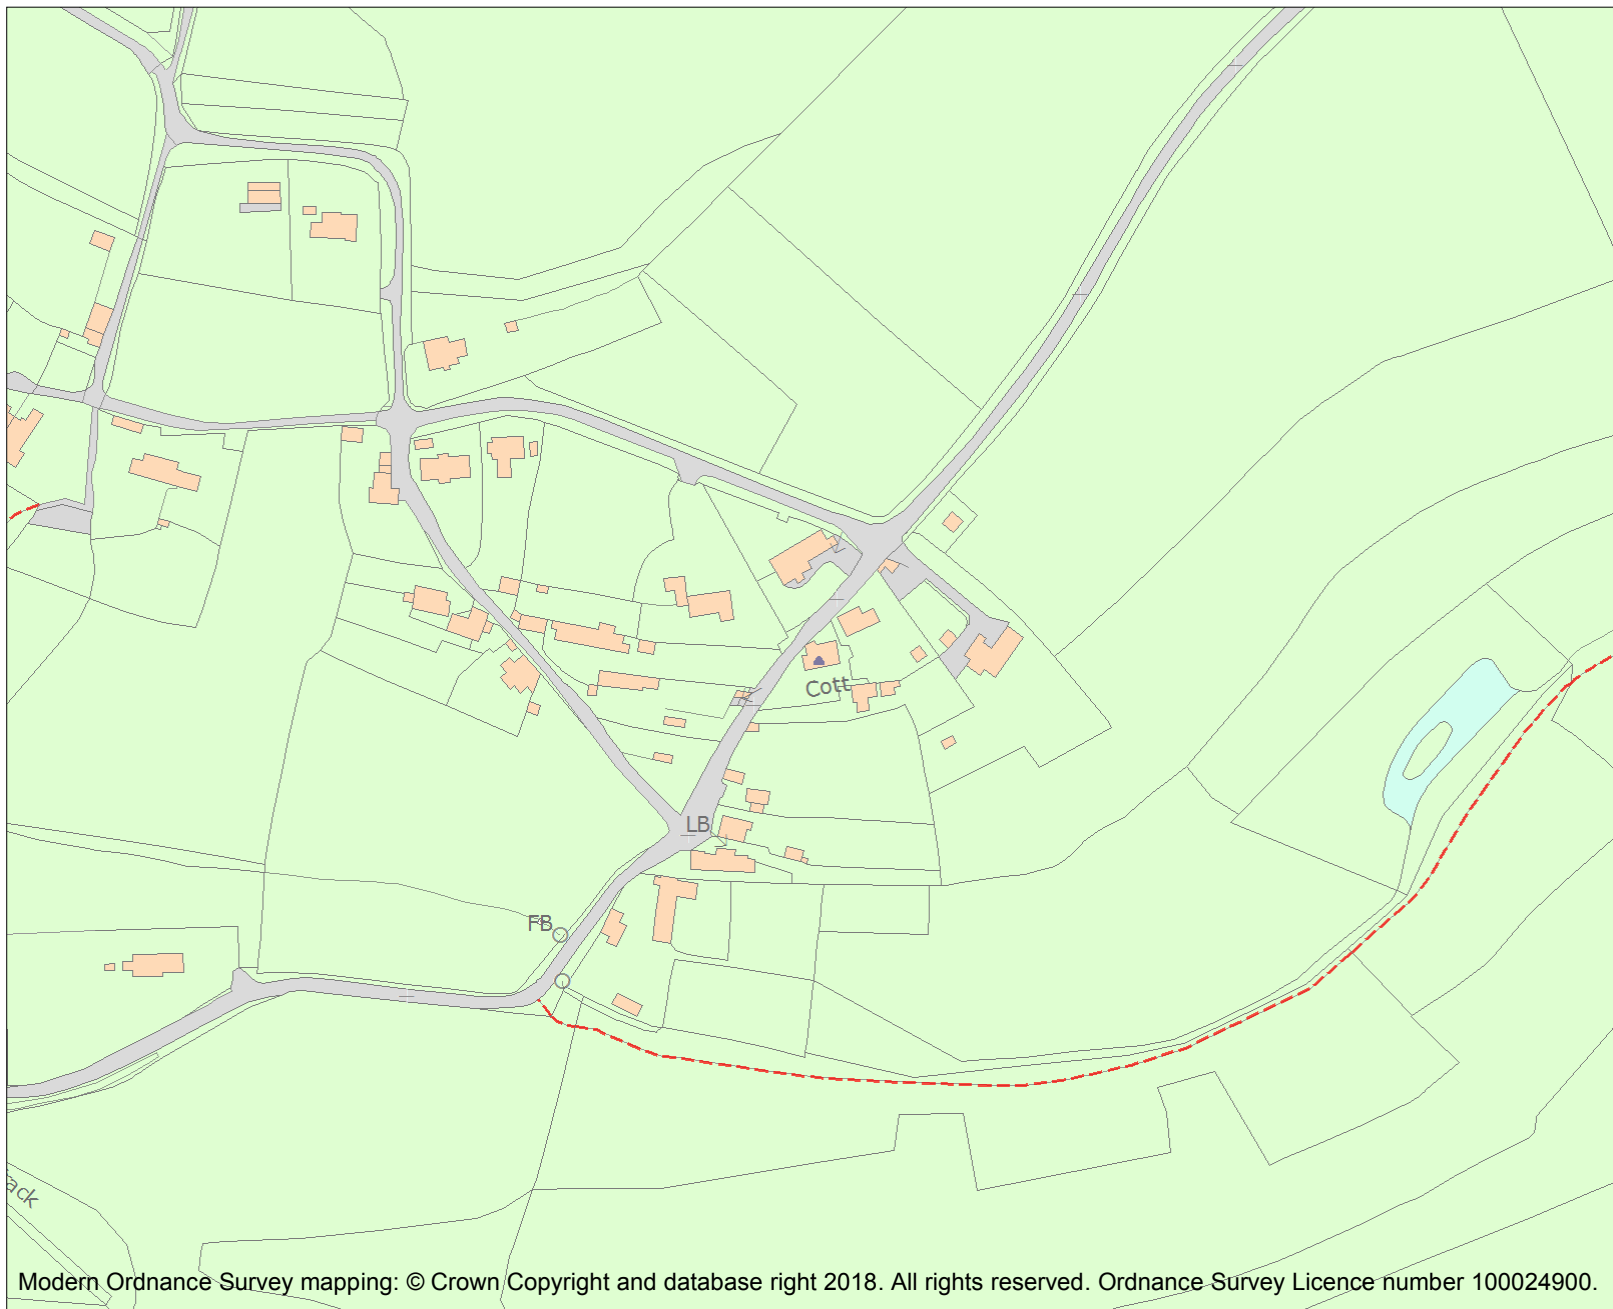 Cott
LB
FB
ack
Modern Ordnance Survey mapping: © Crown Copyright and database right 2018. All rights reserved. Ordnance Survey Licence number 100024900.